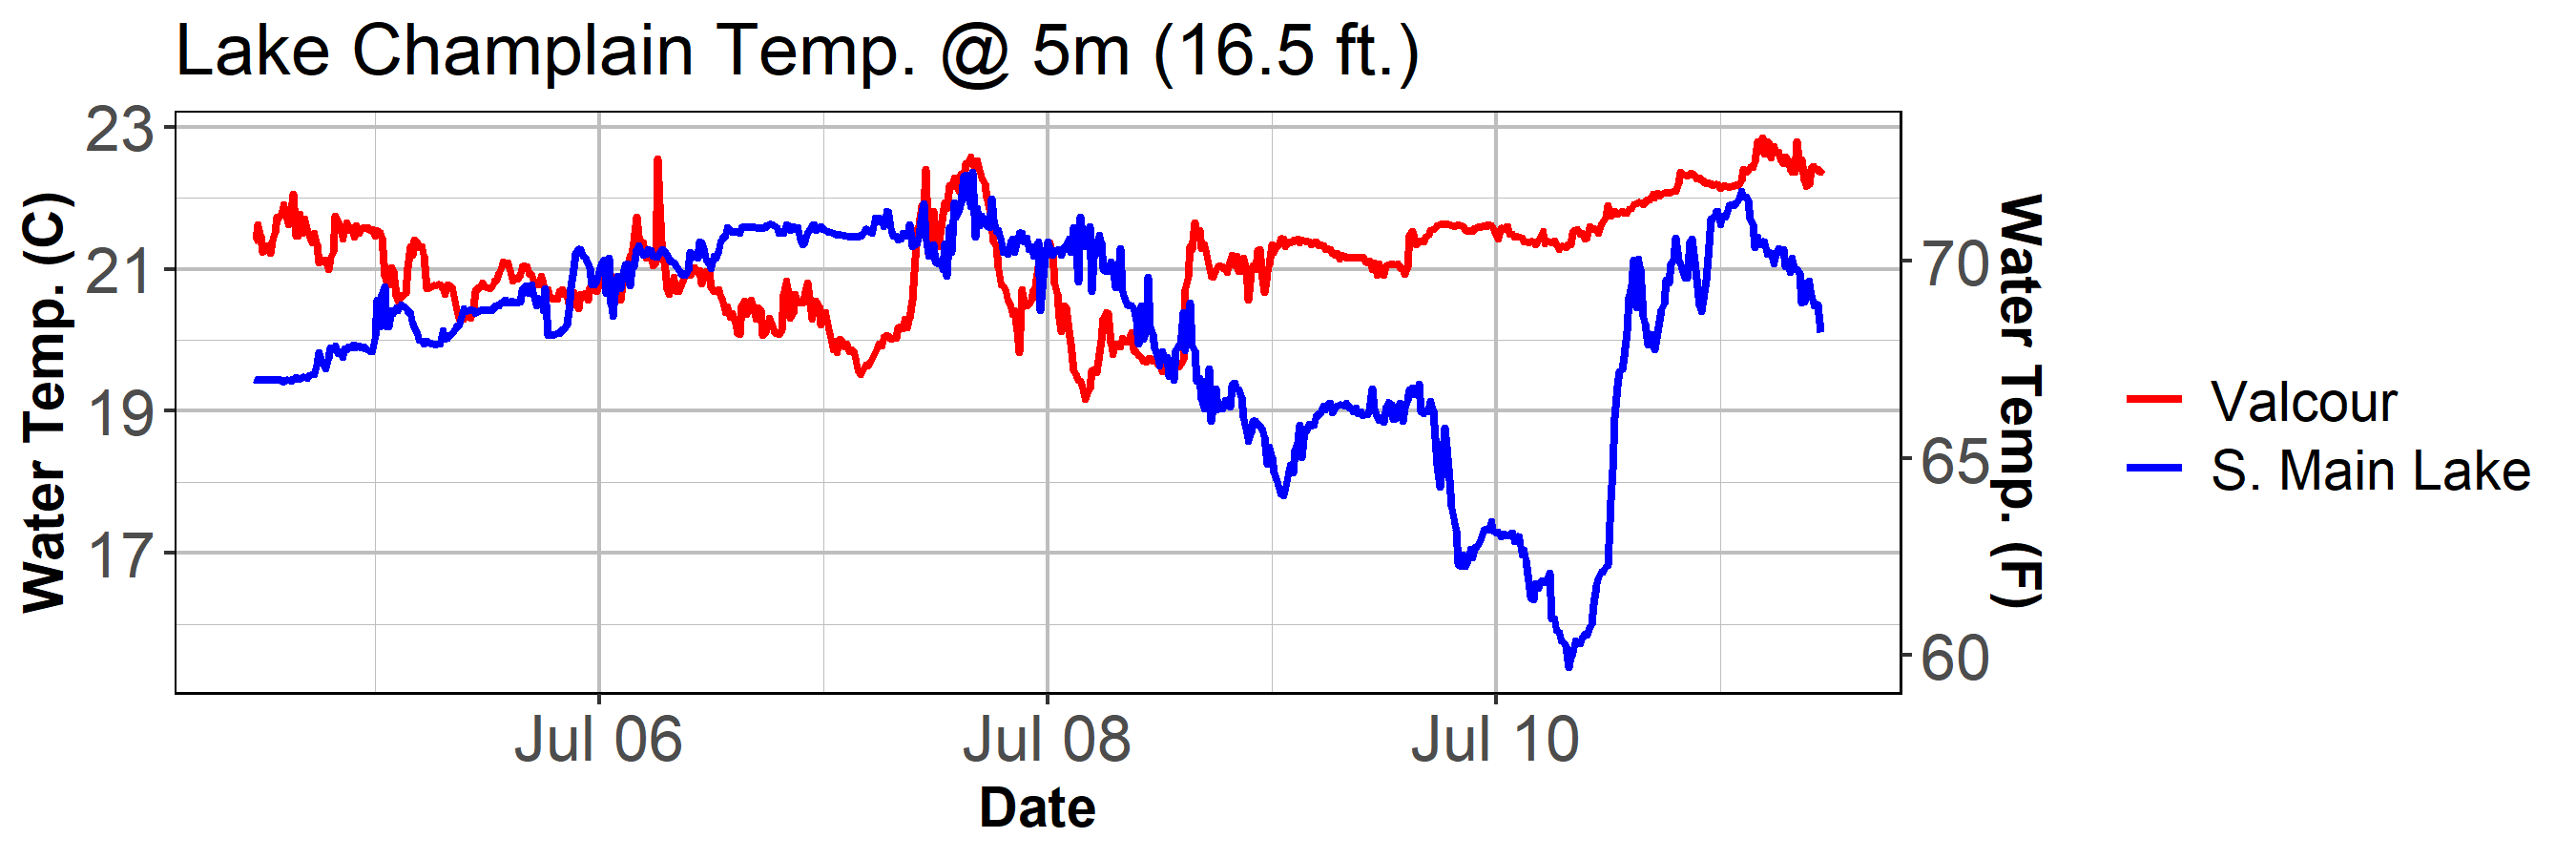 Lake Champlain Temp. @ 5m (16.5 ft.)
Water Temp. (C)
23
21
19
17
70
65
60
Water Temp. (F)
Jul 06
Jul 08
Jul 10
Date
Valcour
S. Main Lake